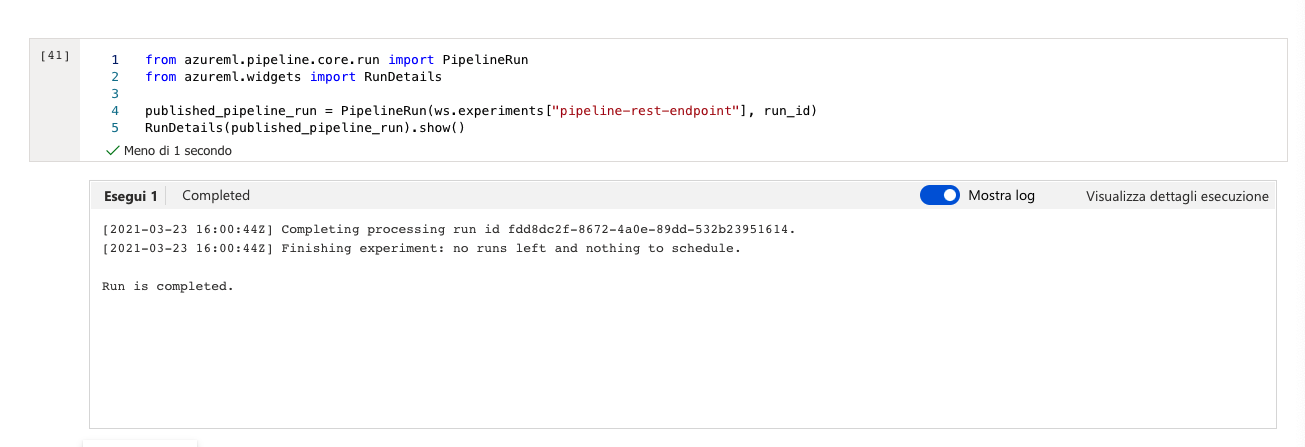 [41]
1 from azureml.pipeline.core.run import PipelineRun
2 from azureml.widgets import RunDetails
3
4 published_pipeline_run = PipelineRun(ws.experiments["pipeline-rest-endpoint"], run_id)
5 RunDetails(published_pipeline_run).show()
Meno di 1 secondo
Esegui 1 Completed Mostra log Visualizza dettagli esecuzione
[2021-03-23 16:00:44Z] Completing processing run id fdd8dc2f-8672-4a0e-89dd-532b23951614.
[2021-03-23 16:00:44Z] Finishing experiment: no runs left and nothing to schedule.
Run is completed.